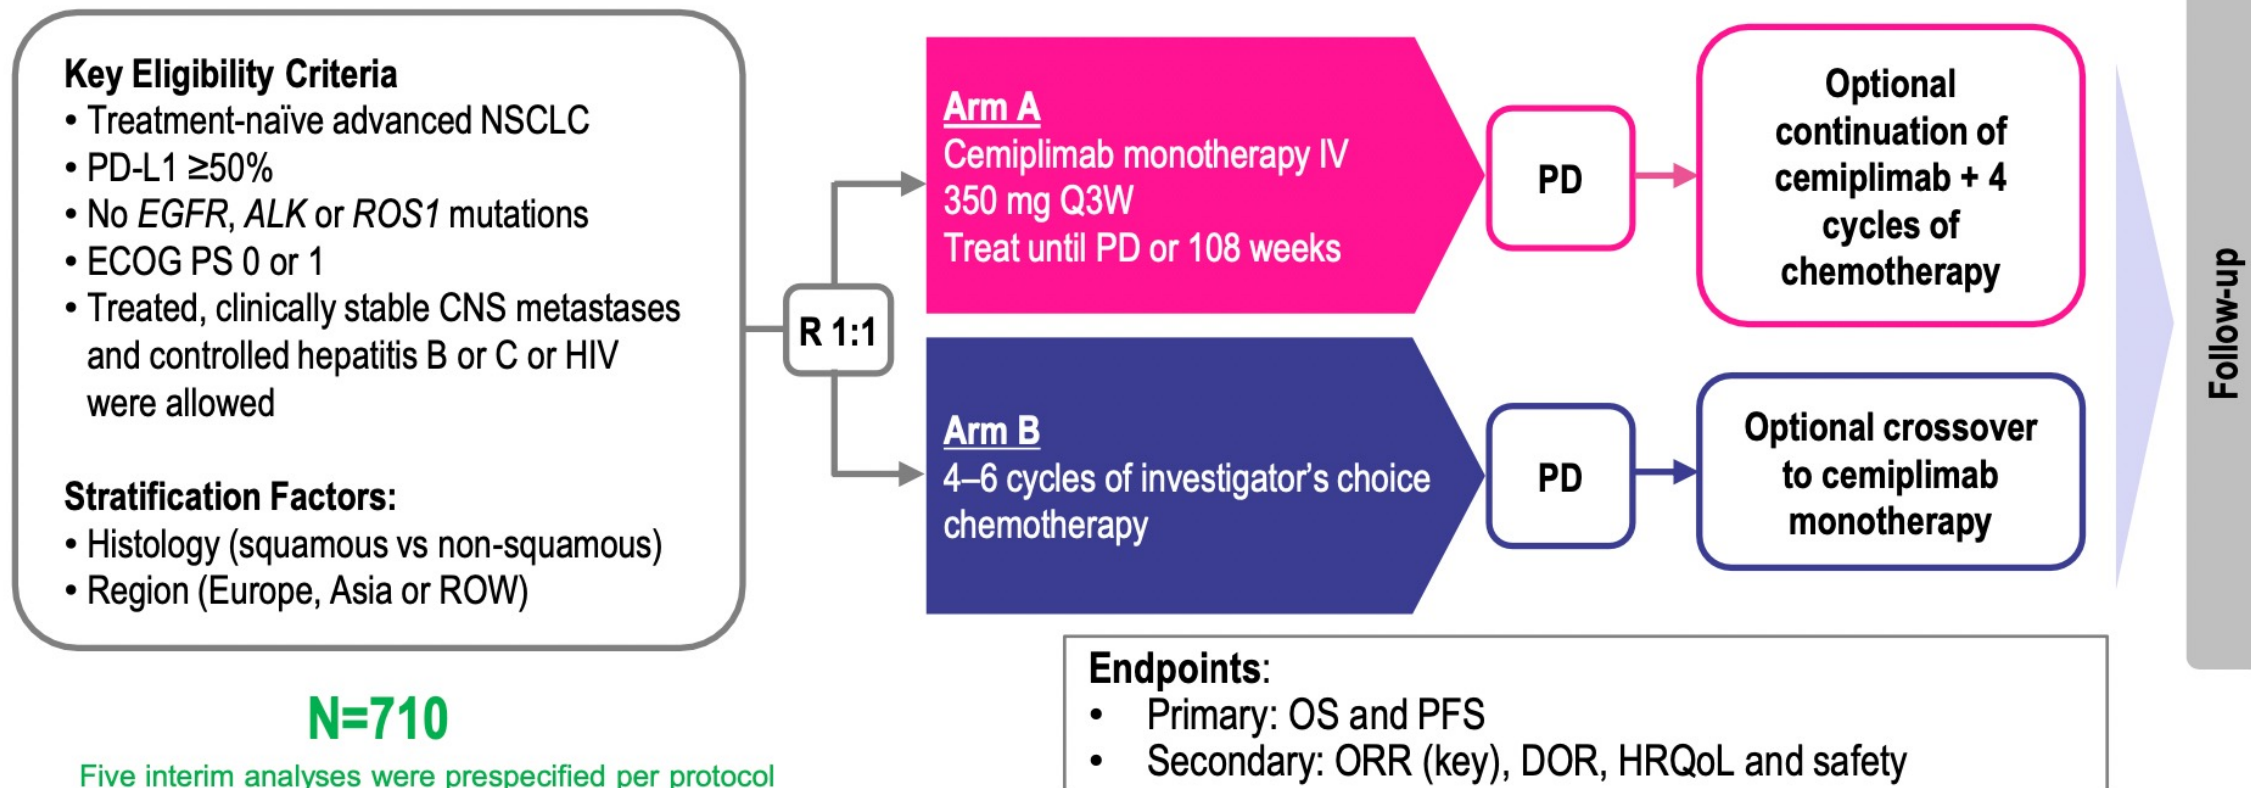 Key Eligibility Criteria
• Treatment-naïve advanced NSCLC
• PD-L1 ≥50%
• No EGFR, ALK or ROS1 mutations
• ECOG PS 0 or 1
• Treated, clinically stable CNS metastases
and controlled hepatitis B or C or HIV
were allowed
Stratification Factors:
• Histology (squamous vs non-squamous)
• Region (Europe, Asia or ROW)
N=710
Five interim analyses were prespecified per protocol
R 1:1
Arm A
Cemiplimab monotherapy IV
350 mg Q3W
Treat until PD or 108 weeks
PD
Optional
continuation of
cemiplimab + 4
cycles of
chemotherapy
Arm B
4–6 cycles of investigator’s choice
chemotherapy
PD
Optional crossover
to cemiplimab
monotherapy
Follow-up
Endpoints:
• Primary: OS and PFS
• Secondary: ORR (key), DOR, HRQoL and safety